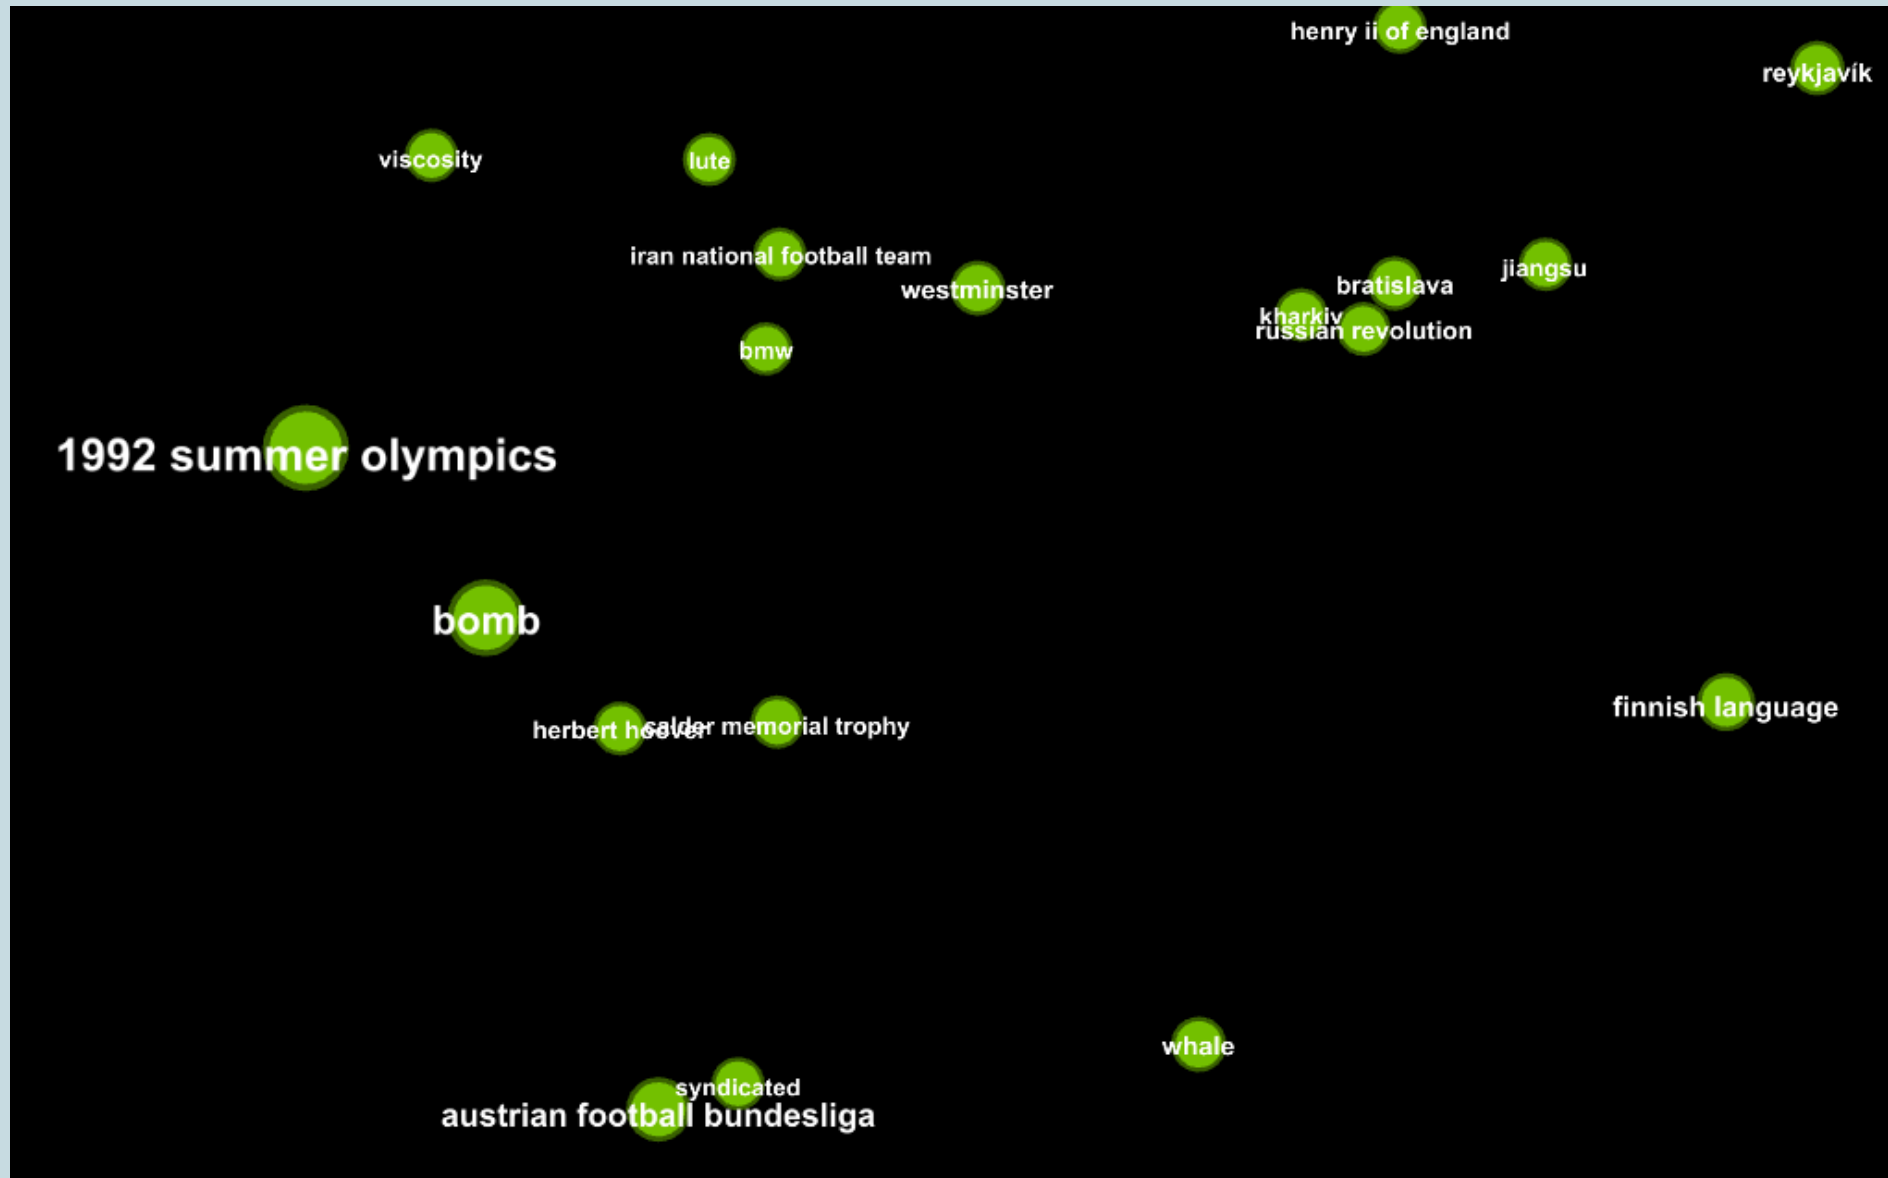 henry ii of england
reykjavík
viscosity
lute
iran national football team
westminster
jiangsu
bratislava
kharkiv
russian revolution
bmw
1992 summer olympics
bomb
finnish language
herbert hoover
calder memorial trophy
whale
syndicated
austrian football bundesliga